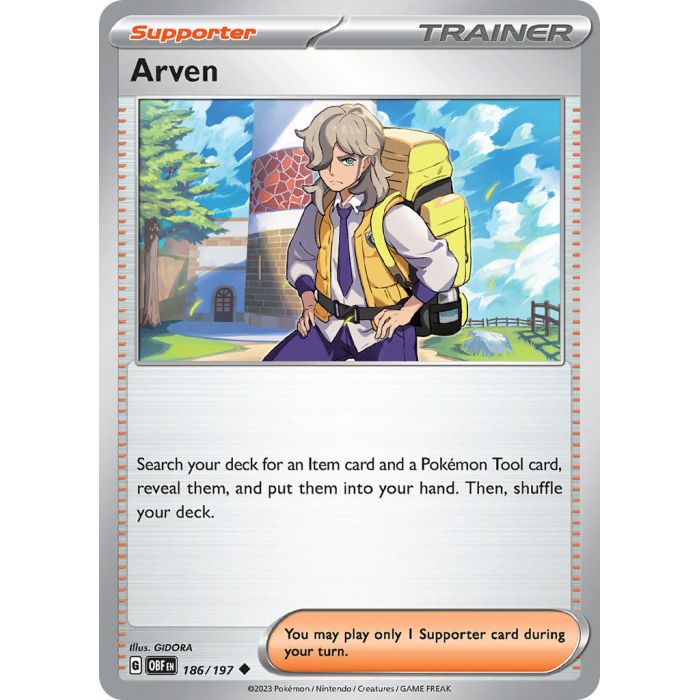 Supporter
TRAINER
Arven
Search your deck for an Item card and a Pokémon Tool card,
reveal them, and put them into your hand. Then, shuffle
your deck.
Illus. GIDORA
You may play only 1 Supporter card during
your turn.
G OBF EN 186/197 ◆
©2023 Pokémon / Nintendo / Creatures / GAME FREAK